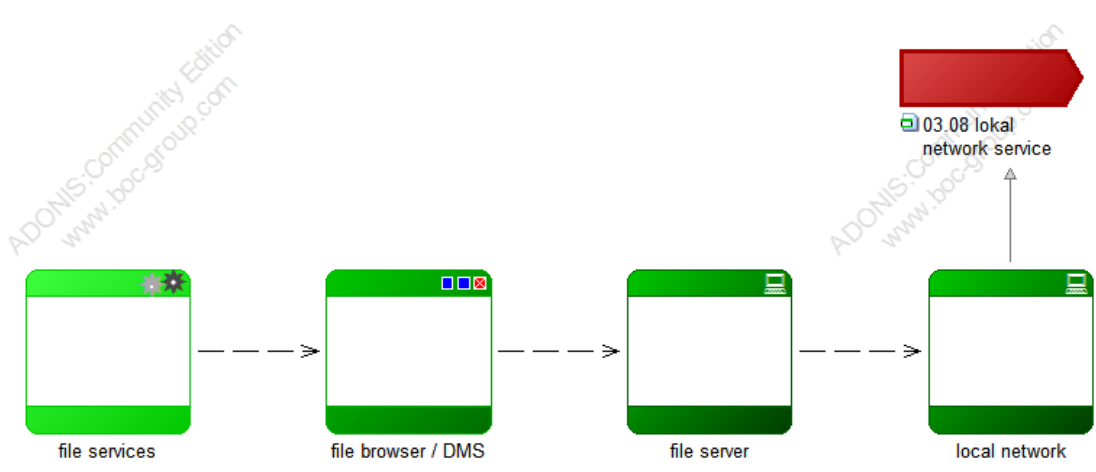 ADONIS:Community Edition
www.boc-group.com
ADONIS:Community Edition
www.boc-group.com
03.08 lokal
network service
file services
file browser / DMS
file server
local network